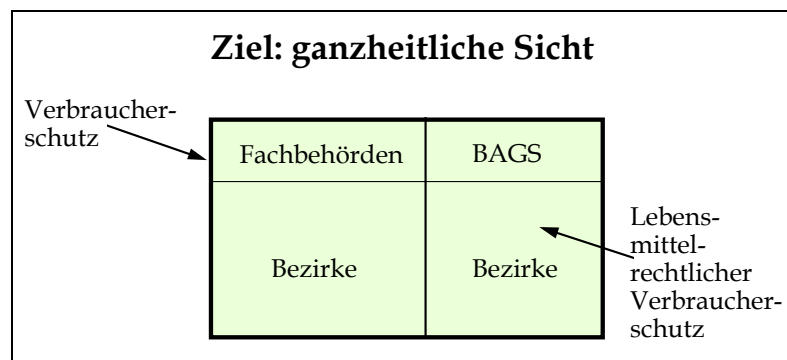 Ziel: ganzheitliche Sicht
Verbraucher-
schutz
Fachbehörden
BAGS
Bezirke
Bezirke
Lebens-
mittel-
rechtlicher
Verbraucher-
schutz